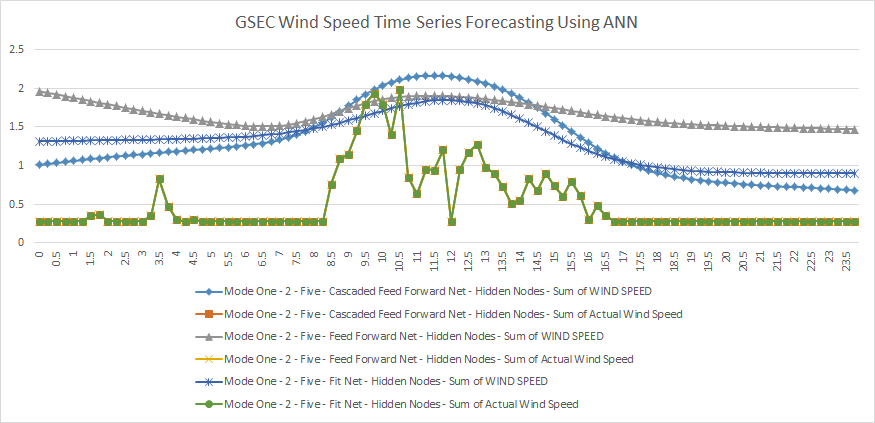 GSEC Wind Speed Time Series Forecasting Using ANN
2.5
2
1.5
1
0.5
0
0 0.5 1 1.5 2 2.5 3 3.5 4 4.5 5 5.5 6 6.5 7 7.5 8 8.5 9 9.5 10 10.5 11 11.5 12 12.5 13 13.5 14 14.5 15 15.5 16 16.5 17 17.5 18 18.5 19 19.5 20 20.5 21 21.5 22 22.5 23 23.5
Mode One - 2 - Five - Cascaded Feed Forward Net - Hidden Nodes - Sum of WIND SPEED
Mode One - 2 - Five - Cascaded Feed Forward Net - Hidden Nodes - Sum of Actual Wind Speed
Mode One - 2 - Five - Feed Forward Net - Hidden Nodes - Sum of WIND SPEED
Mode One - 2 - Five - Feed Forward Net - Hidden Nodes - Sum of Actual Wind Speed
Mode One - 2 - Five - Fit Net - Hidden Nodes - Sum of WIND SPEED
Mode One - 2 - Five - Fit Net - Hidden Nodes - Sum of Actual Wind Speed